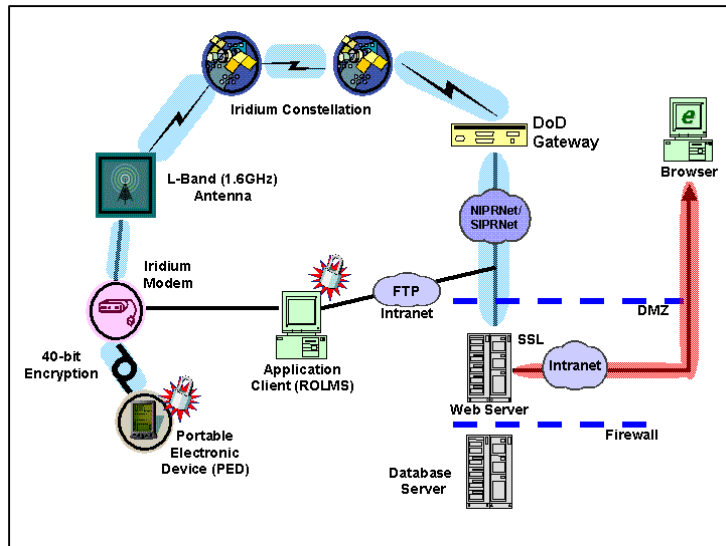 Iridium Constellation
DoD
Gateway
e
Browser
L-Band (1.6GHz)
Antenna
NIPRNet/
SIPRNet
Iridium
Modem
FTP
Intranet
DMZ
40-bit
Encryption
Application
Client (ROLMS)
SSL
Intranet
Web Server
Portable
Electronic
Device (PED)
Firewall
Database
Server